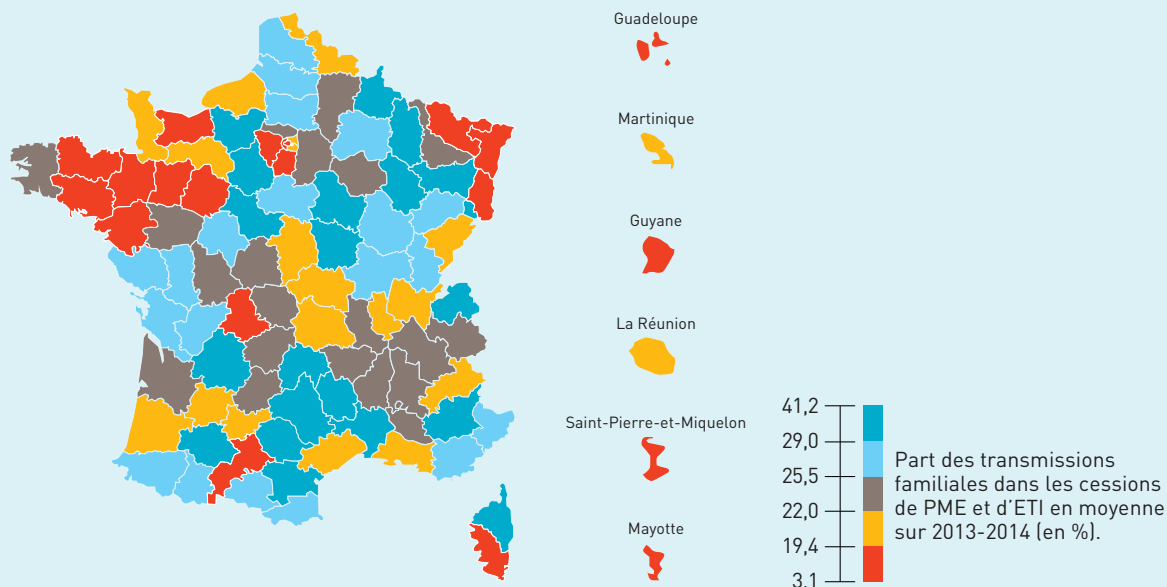 Guadeloupe
Martinique
Guyane
La Réunion
Saint-Pierre-et-Miquelon
Mayotte
41,2
29,0
25,5
22,0
19,4
3,1
Part des transmissions
familiales dans les cessions
de PME et d’ETI en moyenne
sur 2013-2014 (en %).